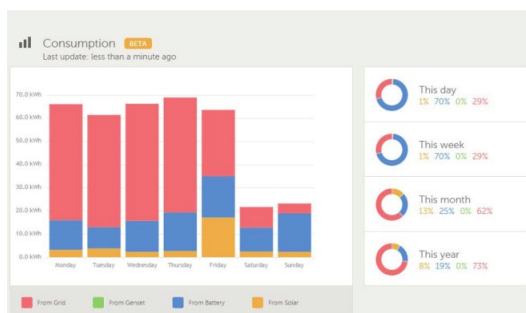 Consumption BETA
Last update: less than a minute ago
70.0 kWh
60.0 kWh
50.0 kWh
40.0 kWh
30.0 kWh
20.0 kWh
10.0 kWh
0.0 kWh
Monday Tuesday Wednesday Thursday Friday Saturday Sunday
From Grid From Genset From Battery From Solar
This day
1% 70% 0% 29%
This week
1% 70% 0% 29%
This month
13% 25% 0% 62%
This year
8% 19% 0% 73%